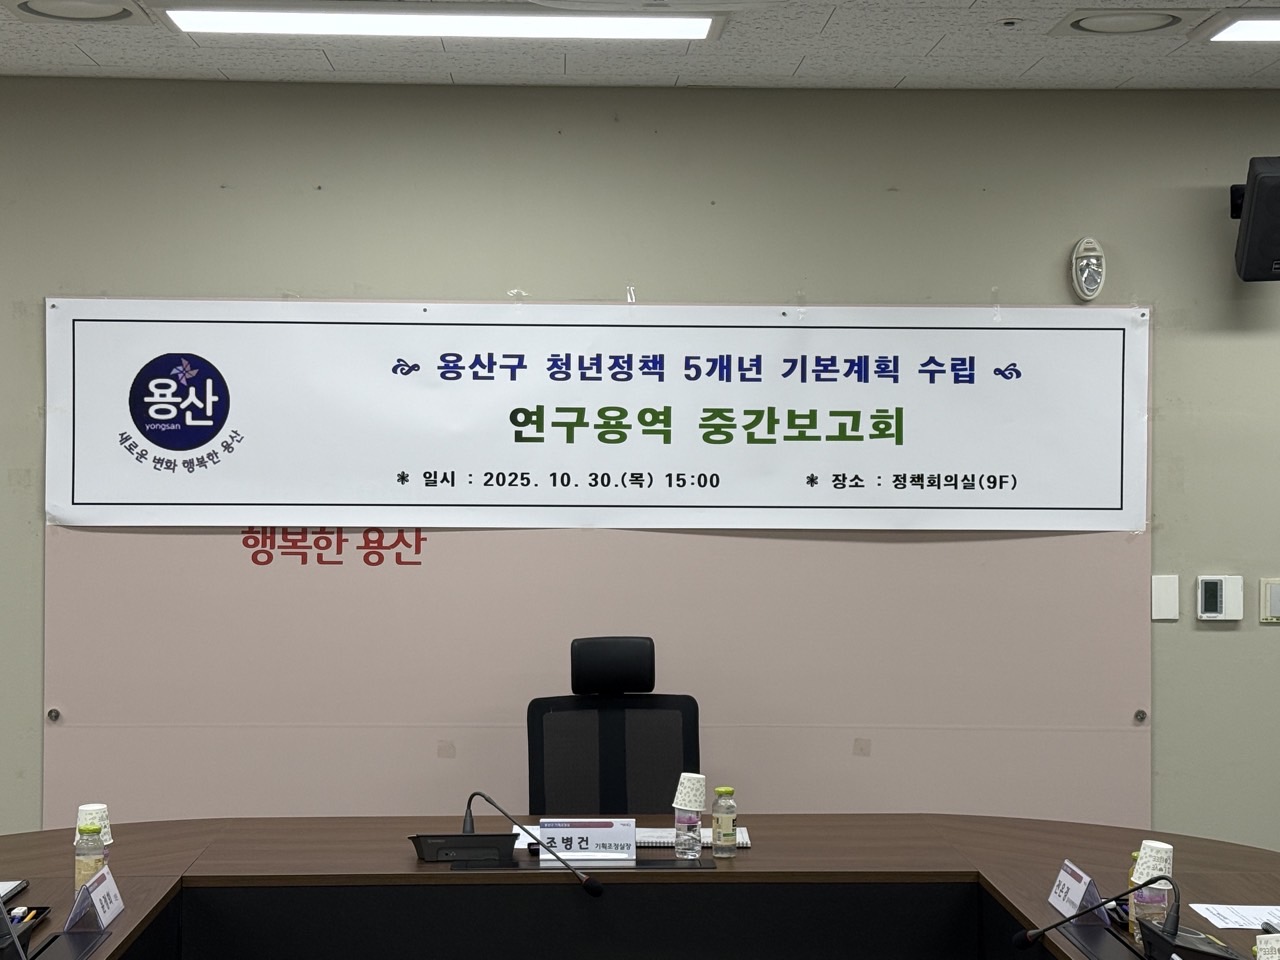 용산구 청년정책 5개년 기본계획 수립
연구용역 중간보고회
❃ 일시 : 2025. 10. 30.(목) 15:00
❃ 장소 : 정책회의실(9F)
용산
yongsan
새로운 변화 행복한 용산
행복한 용산
조병건 기획조정실장